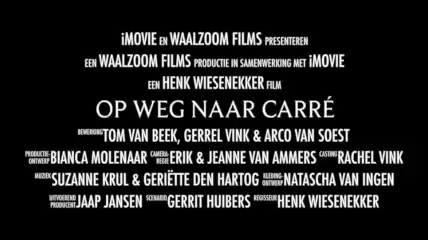 iMOVIE EN WAALZOOM FILMS PRESENTEREN
EEN WAALZOOM FILMS PRODUCTIE IN SAMENWERKING MET iMOVIE
EEN HENK WIESENEKKER FILM
OP WEG NAAR CARRÉ
BEWERKING TOM VAN BEEK, GERREL VINK & ARCO VAN SOEST
PRODUCTIE-ONTWERP BIANCA MOLENAAR CAMERA-REGIE ERIK & JEANNE VAN AMMERS CASTING RACHEL VINK
MUZIEK SUZANNE KRUL & GERIËTTE DEN HARTOG KLEDING-ONTWERP NATASCHA VAN INGEN
UITVOEREND PRODUCENT JAAP JANSEN SCENARIO GERRIT HUIBERS REGISSEUR HENK WIESENEKKER